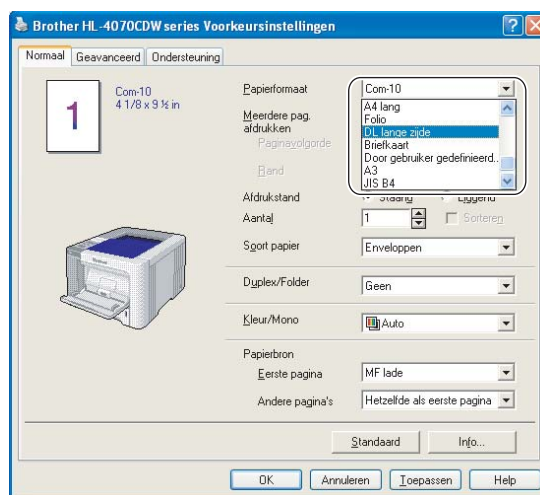 Brother HL-4070CDW series Voorkeursinstellingen
Normaal Geavanceerd Ondersteuning
1
Com-10
4 1/8 x 9 ½ in
Papierformaat Com-10
A4 lang
Folio
DL lange zijde
Briefkaart
Door gebruiker gedefinieerd..
A3
JIS B4
Meerdere pag.
afdrukken
Paginavolgorde
Rand
Afdrukstand Staand Liggend
Aantal 1 Sorteren
Soort papier Enveloppen
Duplex/Folder Geen
Kleur/Mono Auto
Papierbron
Eerste pagina MF lade
Andere pagina's Hetzelfde als eerste pagina
Standaard Info...
OK Annuleren Toepassen Help